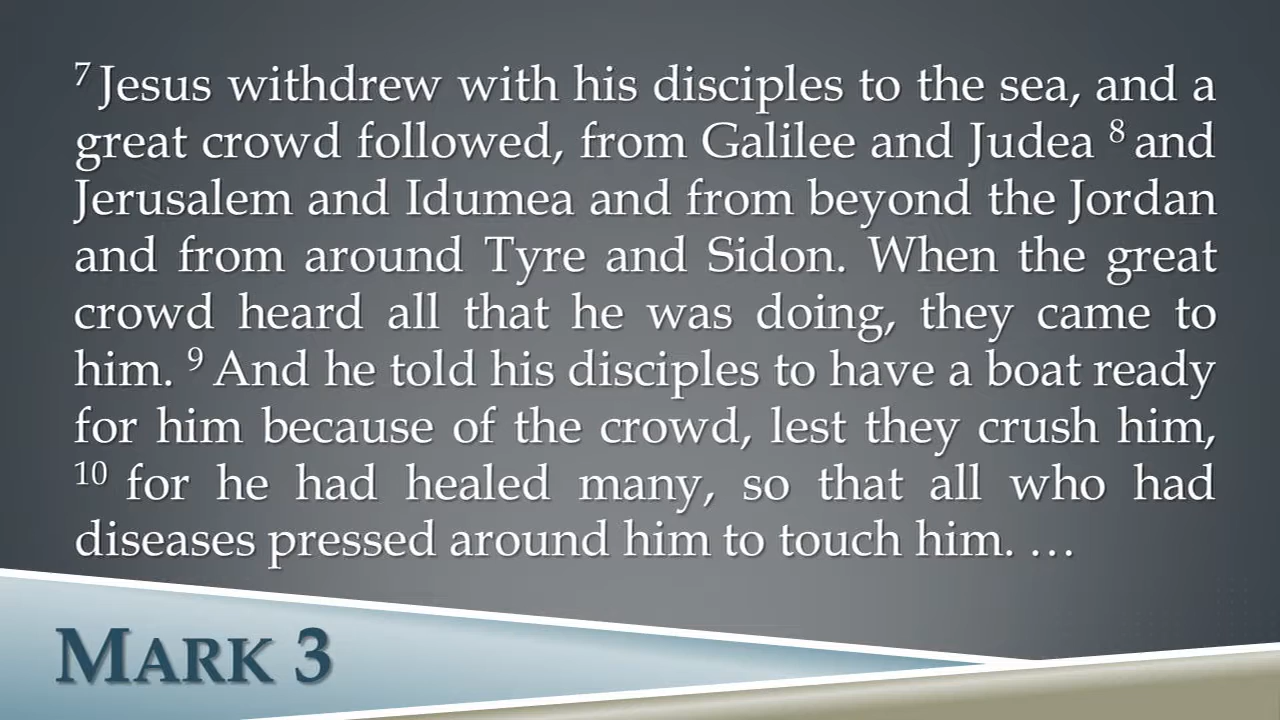 7 Jesus withdrew with his disciples to the sea, and a
great crowd followed, from Galilee and Judea 8 and
Jerusalem and Idumea and from beyond the Jordan
and from around Tyre and Sidon. When the great
crowd heard all that he was doing, they came to
him. 9 And he told his disciples to have a boat ready
for him because of the crowd, lest they crush him,
10 for he had healed many, so that all who had
diseases pressed around him to touch him. …
MARK 3